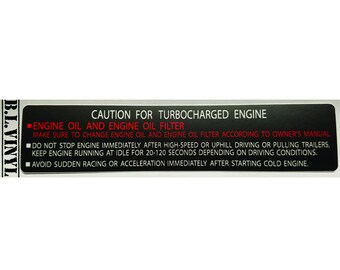 B.L.VINYL
CAUTION FOR TURBOCHARGED ENGINE
■ENGINE OIL AND ENGINE OIL FILTER
MAKE SURE TO CHANGE ENGINE OIL AND ENGINE OIL FILTER ACCORDING TO OWNER'S MANUAL.
■DO NOT STOP ENGINE IMMEDIATELY AFTER HIGH-SPEED OR UPHILL DRIVING OR PULLING TRAILERS,
KEEP ENGINE RUNNING AT IDLE FOR 20-120 SECONDS DEPENDING ON DRIVING CONDITIONS.
■AVOID SUDDEN RACING OR ACCELERATION IMMEDIATELY AFTER STARTING COLD ENGINE.